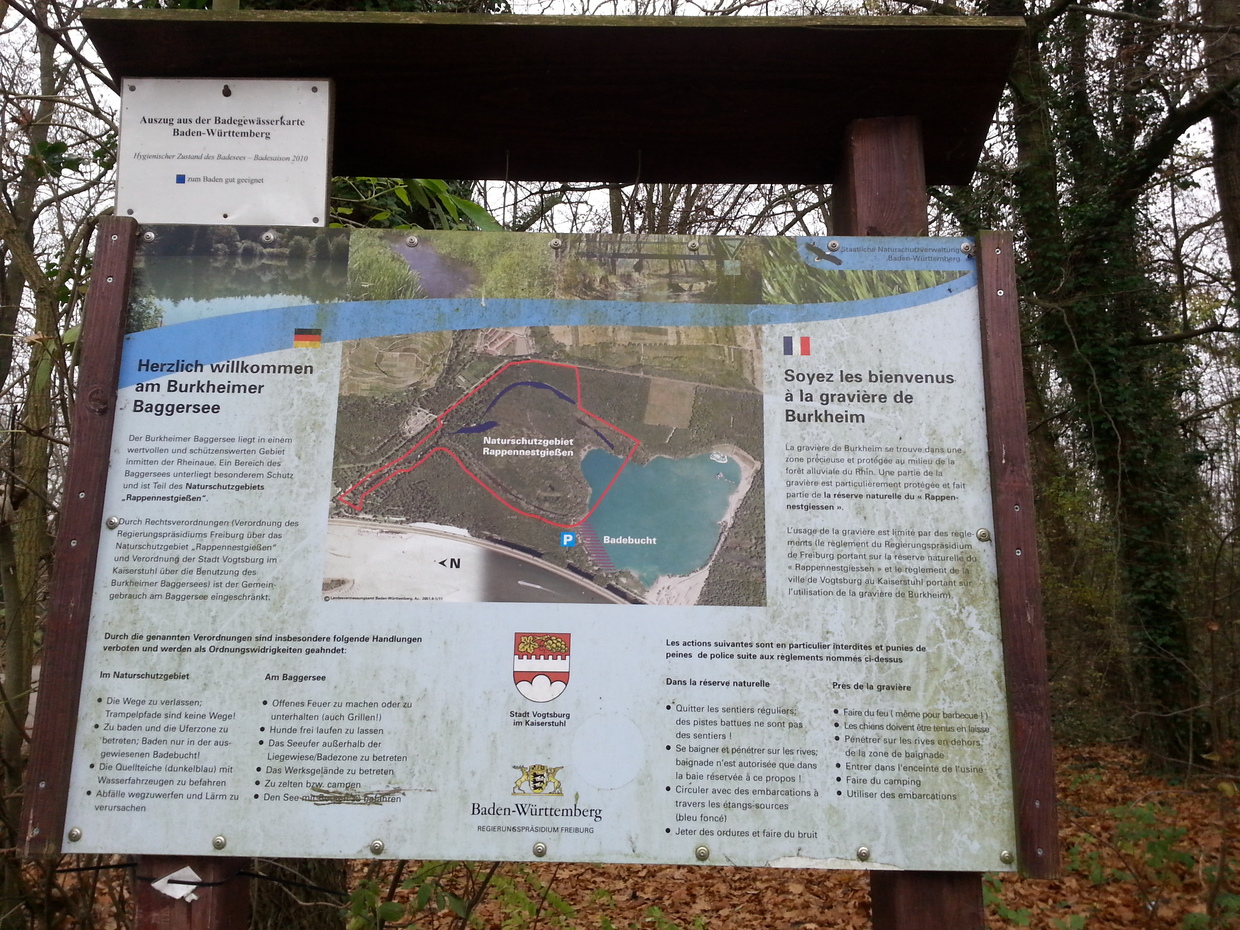 Auszug aus der Badegewässerkarte
Baden-Württemberg
Hygienischer Zustand des Badesees – Badesaison 2010
zum Baden gut geeignet
Staatliche Naturschutzverwaltung
Baden-Württemberg
Herzlich willkommen
am Burkheimer
Baggersee
Der Burkheimer Baggersee liegt in einem
wertvollen und schützenswerten Gebiet
inmitten der Rheinaue. Ein Bereich des
Baggersees unterliegt besonderem Schutz
und ist Teil des Naturschutzgebiets
„Rappennestgießen“.
Durch Rechtsverordnungen (Verordnung des
Regierungspräsidiums Freiburg über das
Naturschutzgebiet „Rappennestgießen“
und Verordnung der Stadt Vogtsburg im
Kaiserstuhl über die Benutzung des
Burkheimer Baggersees) ist der Gemein-
gebrauch am Baggersee eingeschränkt.
Naturschutzgebiet
Rappennestgießen
P
Badebucht
N
Soyez les bienvenus
à la gravière de
Burkheim
La gravière de Burkheim se trouve dans une
zone précieuse et protégée au milieu de la
forêt alluviale du Rhin. Une partie de la
gravière est particulièrement protégée et fait
partie de la réserve naturelle du « Rappen-
nestgiessen ».
L'usage de la gravière est limité par des règle-
ments (le règlement du Regierungspräsidium
de Freiburg portant sur la réserve naturelle du
« Rappennestgiessen » et le règlement de la
ville de Vogtsburg au Kaiserstuhl portant sur
l'utilisation de la gravière de Burkheim).
Durch die genannten Verordnungen sind insbesondere folgende Handlungen
verboten und werden als Ordnungswidrigkeiten geahndet:
Im Naturschutzgebiet
• Die Wege zu verlassen;
Trampelpfade sind keine Wege!
• Zu baden und die Uferzone zu
betreten; Baden nur in der aus-
gewiesenen Badebucht!
• Die Quellteiche (dunkelblau) mit
Wasserfahrzeugen zu befahren
• Abfälle wegzuwerfen und Lärm zu
verursachen
Am Baggersee
• Offenes Feuer zu machen oder zu
unterhalten (auch Grillen!)
• Hunde frei laufen zu lassen
• Das Seeufer außerhalb der
Liegewiese/Badezone zu betreten
• Das Werksgelände zu betreten
• Zu zelten bzw. campen
• Den See mit befahren
Stadt Vogtsburg
im Kaiserstuhl
Baden-Württemberg
REGIERUNGSPRÄSIDIUM FREIBURG
Les actions suivantes sont en particulier interdites et punies de
peines de police suite aux règlements nommés ci-dessus
Dans la réserve naturelle
• Quitter les sentiers réguliers;
des pistes battues ne sont pas
des sentiers !
• Se baigner et pénétrer sur les rives;
baignade n'est autorisée que dans
la baie réservée à ce propos !
• Circuler avec des embarcations à
travers les étangs-sources
(bleu foncé)
• Jeter des ordures et faire du bruit
Près de la gravière
• Faire du feu ( même pour barbecue ! )
• Les chiens doivent être tenus en laisse
• Pénétrer sur les rives en dehors
de la zone de baignade
• Entrer dans l'enceinte de l'usine
• Faire du camping
• Utiliser des embarcations